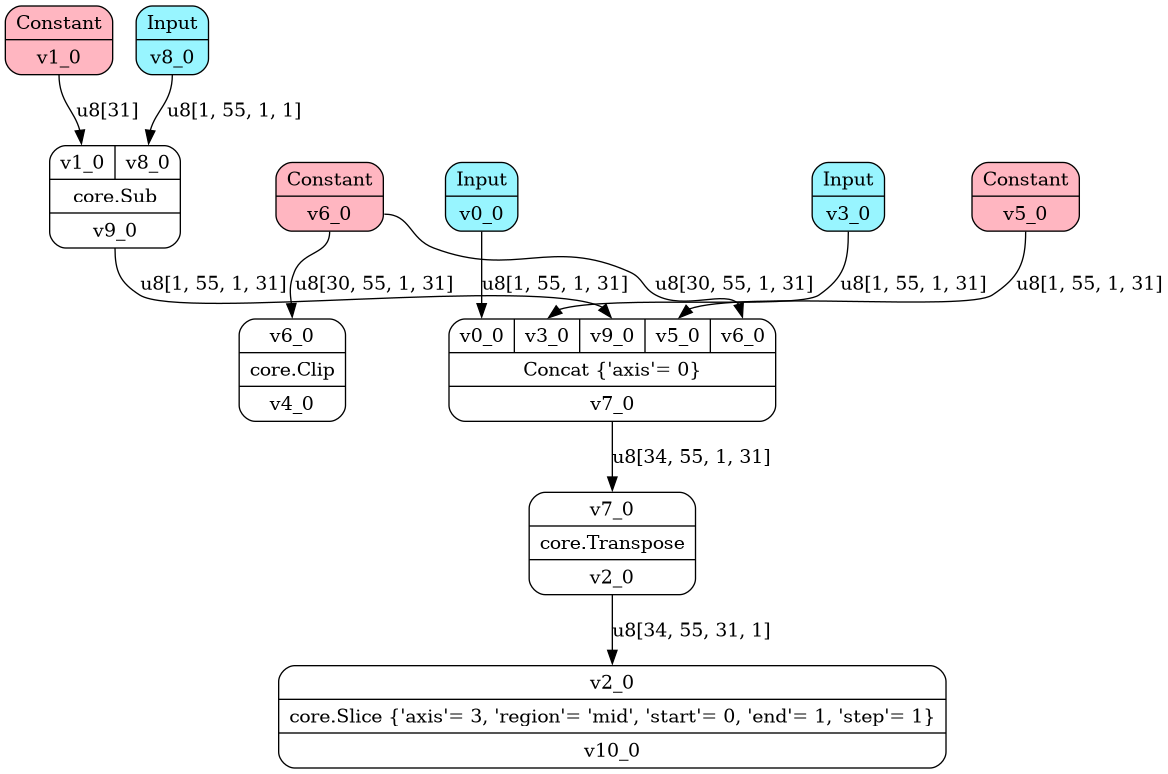 Constant
v1_0
Input
v8_0
u8[31]
u8[1, 55, 1, 1]
v1_0
v8_0
core.Sub
v9_0
Constant
v6_0
Input
v0_0
Input
v3_0
Constant
v5_0
u8[1, 55, 1, 31]
u8[30, 55, 1, 31]
u8[1, 55, 1, 31]
u8[30, 55, 1, 31]
u8[1, 55, 1, 31]
u8[1, 55, 1, 31]
v6_0
core.Clip
v4_0
v0_0
v3_0
v9_0
v5_0
v6_0
Concat {'axis'= 0}
v7_0
u8[34, 55, 1, 31]
v7_0
core.Transpose
v2_0
u8[34, 55, 31, 1]
v2_0
core.Slice {'axis'= 3, 'region'= 'mid', 'start'= 0, 'end'= 1, 'step'= 1}
v10_0